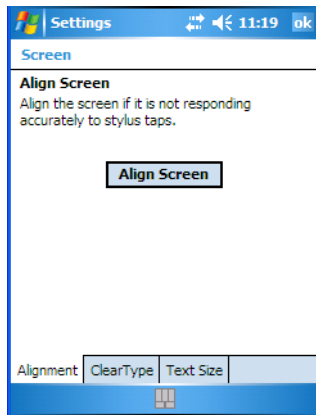 Settings 11:19 ok
Screen
Align Screen
Align the screen if it is not responding
accurately to stylus taps.
Align Screen
Alignment ClearType Text Size